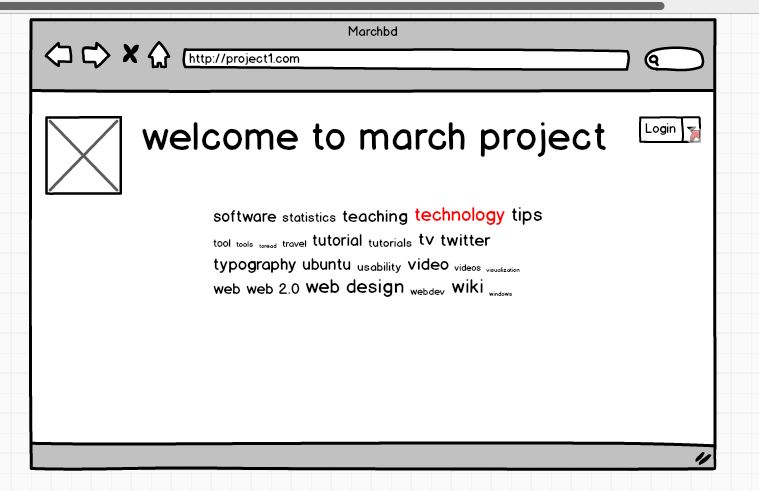 Marchbd
http://project1.com
welcome to march project
Login
software statistics teaching technology tips
tool tools toread travel tutorial tutorials tv twitter
typography ubuntu usability video videos visualization
web web 2.0 web design webdev wiki windows